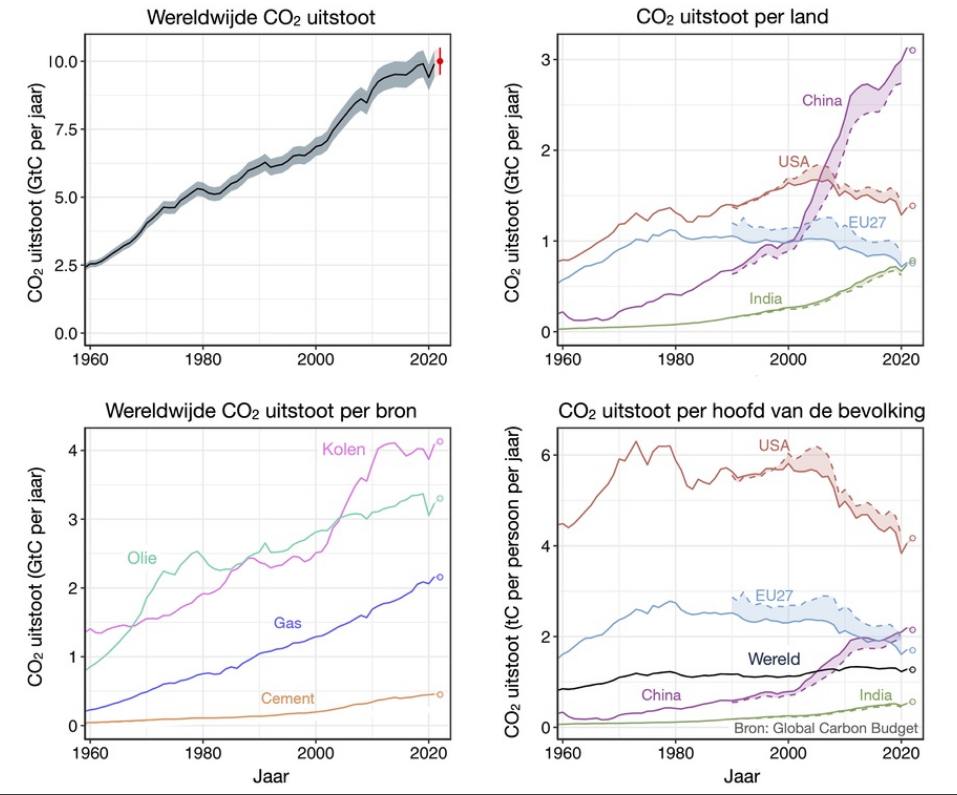 Wereldwijde CO₂ uitstoot
CO₂ uitstoot (GtC per jaar)
10.0
7.5
5.0
2.5
0.0
1960 1980 2000 2020
CO₂ uitstoot per land
CO₂ uitstoot (GtC per jaar)
3
2
1
0
China
USA
EU27
India
1960 1980 2000 2020
Wereldwijde CO₂ uitstoot per bron
CO₂ uitstoot (GtC per jaar)
4
3
2
1
0
Kolen
Olie
Gas
Cement
1960 1980 2000 2020
Jaar
CO₂ uitstoot per hoofd van de bevolking
CO₂ uitstoot (tC per persoon per jaar)
6
4
2
0
USA
EU27
Wereld
China
India
Bron: Global Carbon Budget
1960 1980 2000 2020
Jaar